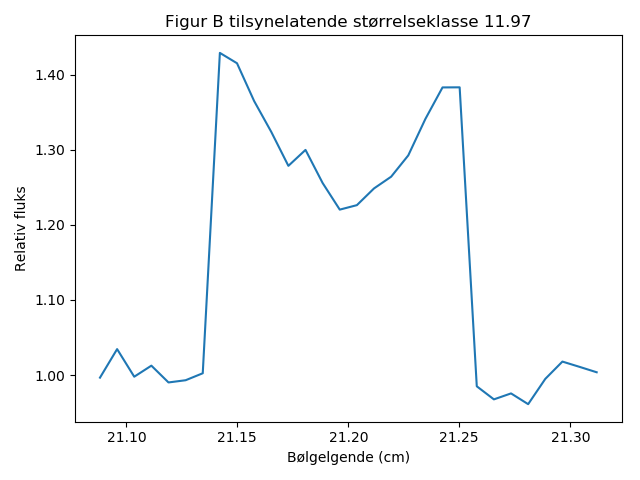 Figur B tilsynelatende størrelseklasse 11.97
Relativ fluks
1.40
1.30
1.20
1.10
1.00
21.10 21.15 21.20 21.25 21.30
Bølgelgende (cm)